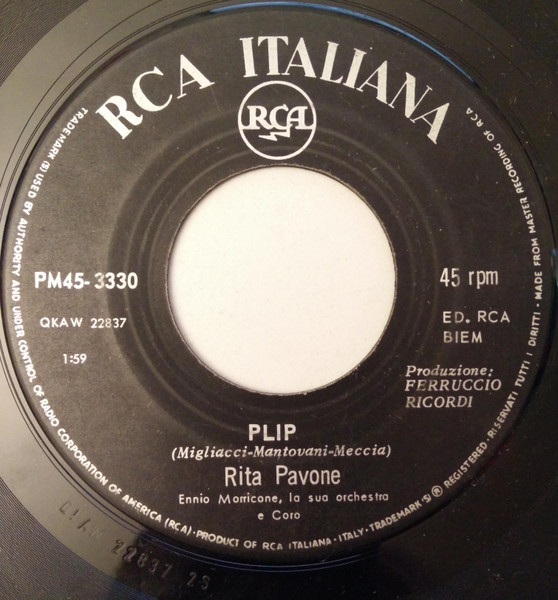 RCA ITALIANA
RCA
TRADEMARK (S) USED BY AUTHORITY AND UNDER CONTROL OF RADIO CORPORATION OF AMERICA (RCA) · PRODUCT OF RCA ITALIANA · ITALY · TRADEMARK (S) ® REGISTERED · RISERVATI TUTTI I DIRITTI · MADE FROM MASTER RECORDING OF RCA
PM45-3330
45 rpm
QKAW 22837
ED. RCA
BIEM
1:59
Produzione:
FERRUCCIO
RICORDI
PLIP
(Migliacci-Mantovani-Meccia)
Rita Pavone
Ennio Morricone, la sua orchestra
e Coro
22837 2S